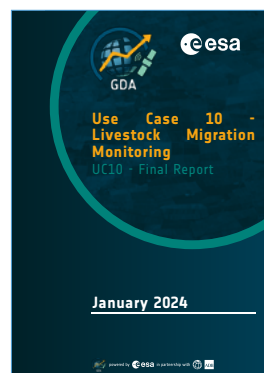 esa
GDA
Use Case 10 -
Livestock Migration
Monitoring
UC10 - Final Report
January 2024
powered by esa in partnership with